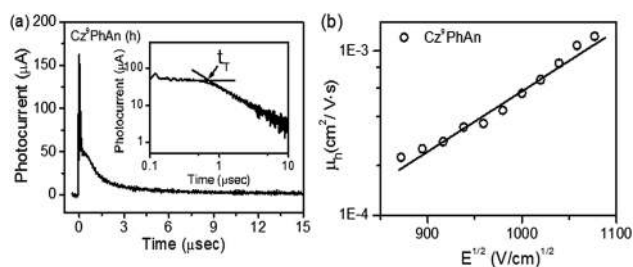 (a)
200
150
100
50
0
Photocurrent (μA)
Cz⁹PhAn (h)
0
3
6
9
12
15
Time (μsec)
100
10
1
Photocurrent (μA)
t_T
0.1
1
10
Time (μsec)
(b)
1E-3
1E-4
μ_h(cm²/ V·s)
Cz⁹PhAn
900
1000
1100
E^1/2 (V/cm)^1/2